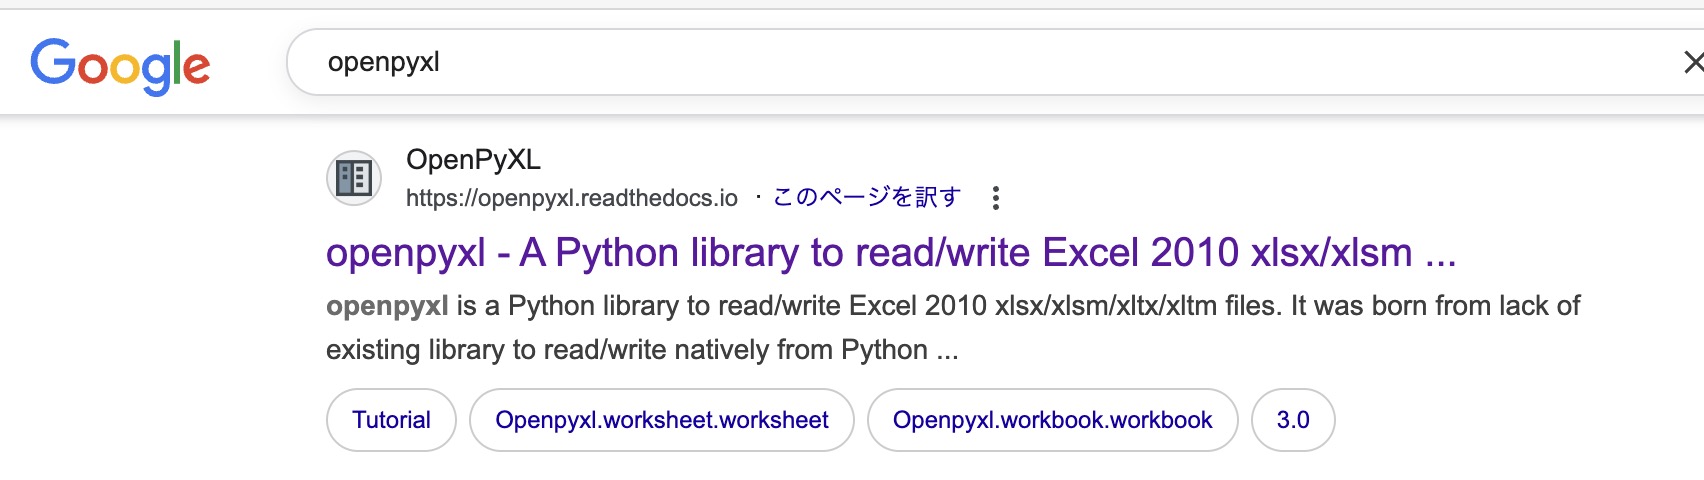 Google
openpyxl
OpenPyXL
https://openpyxl.readthedocs.io · このページを訳す
openpyxl - A Python library to read/write Excel 2010 xlsx/xlsm ...
openpyxl is a Python library to read/write Excel 2010 xlsx/xlsm/xltx/xltm files. It was born from lack of
existing library to read/write natively from Python ...
Tutorial Openpyxl.worksheet.worksheet Openpyxl.workbook.workbook 3.0